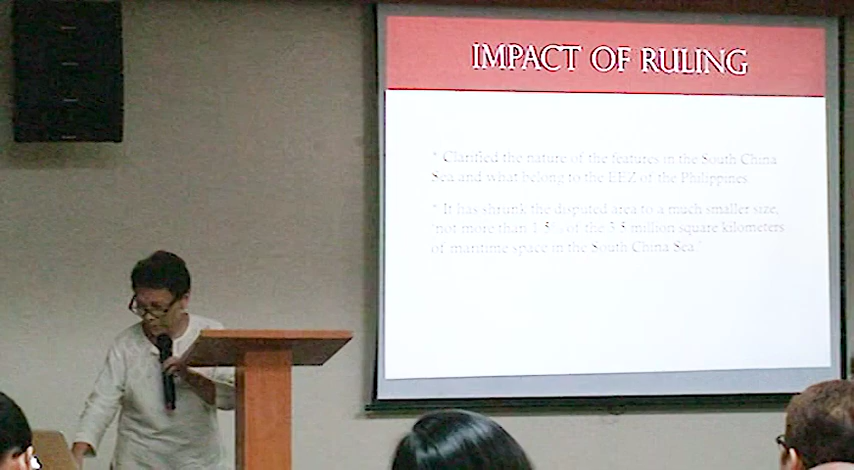 IMPACT OF RULING
* Clarified the nature of the features in the South China
Sea and what belong to the EEZ of the Philippines
* It has shrunk the disputed area to a much smaller size,
"not more than 1.5% of the 3.5 million square kilometers
of maritime space in the South China Sea"